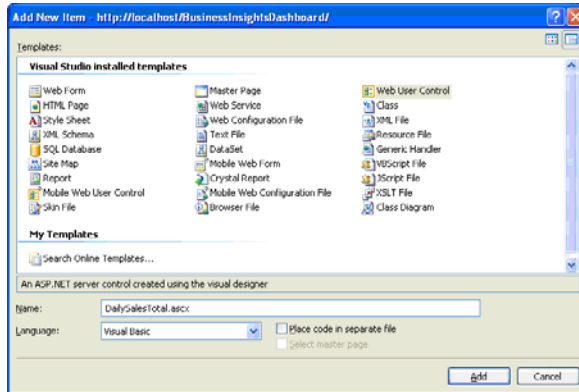 Add New Item - http://localhost/BusinessInsightsDashboard/
Templates:
Visual Studio installed templates
Web Form
Master Page
Web User Control
HTML Page
Web Service
Class
Style Sheet
Web Configuration File
XML File
XML Schema
Text File
Resource File
SQL Database
DataSet
Generic Handler
Site Map
Mobile Web Form
VBScript File
Report
Crystal Report
JScript File
Mobile Web User Control
Mobile Web Configuration File
XSLT File
Skin File
Browser File
Class Diagram
My Templates
Search Online Templates...
An ASP.NET server control created using the visual designer
Name:
DailySalesTotal.ascx
Language:
Visual Basic
Place code in separate file
Select master page
Add
Cancel